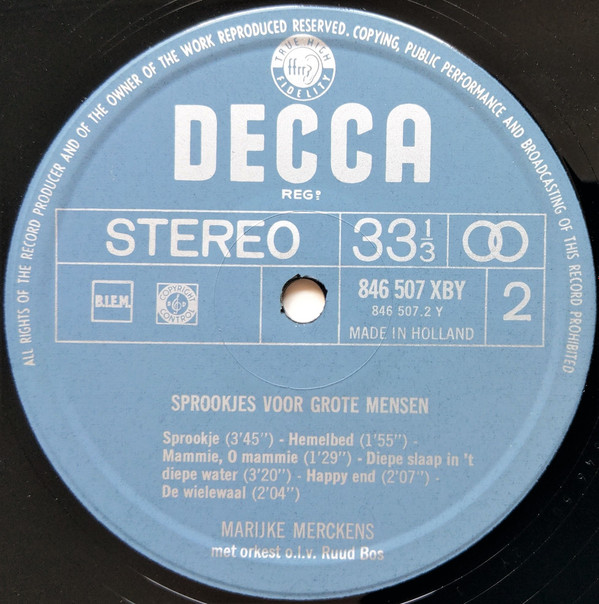 ALL RIGHTS OF THE RECORD PRODUCER AND OF THE OWNER OF THE WORK REPRODUCED RESERVED. COPYING, PUBLIC PERFORMANCE AND BROADCASTING OF THIS RECORD PROHIBITED
TRUE HIGH
ffrr
FIDELITY
DECCA
REGD
STEREO
33 1/3
B.I.E.M.
COPYRIGHT
B D
CONTROL
846 507 XBY
846 507.2 Y
MADE IN HOLLAND
2
SPROOKJES VOOR GROTE MENSEN
Sprookje (3'45") - Hemelbed (1'55") -
Mammie, O mammie (1'29") - Diepe slaap in 't
diepe water (3'20") - Happy end (2'07") -
De wielewaal (2'04")
MARIJKE MERCKENS
met orkest o.l.v. Ruud Bos